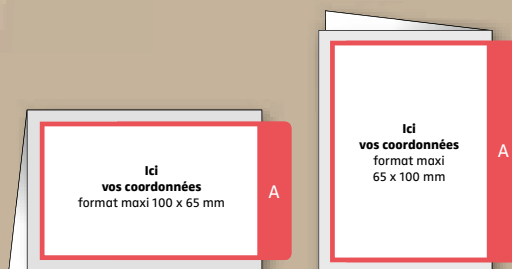 Ici
vos coordonnées
format maxi 100 x 65 mm
A
Ici
vos coordonnées
format maxi
65 x 100 mm
A